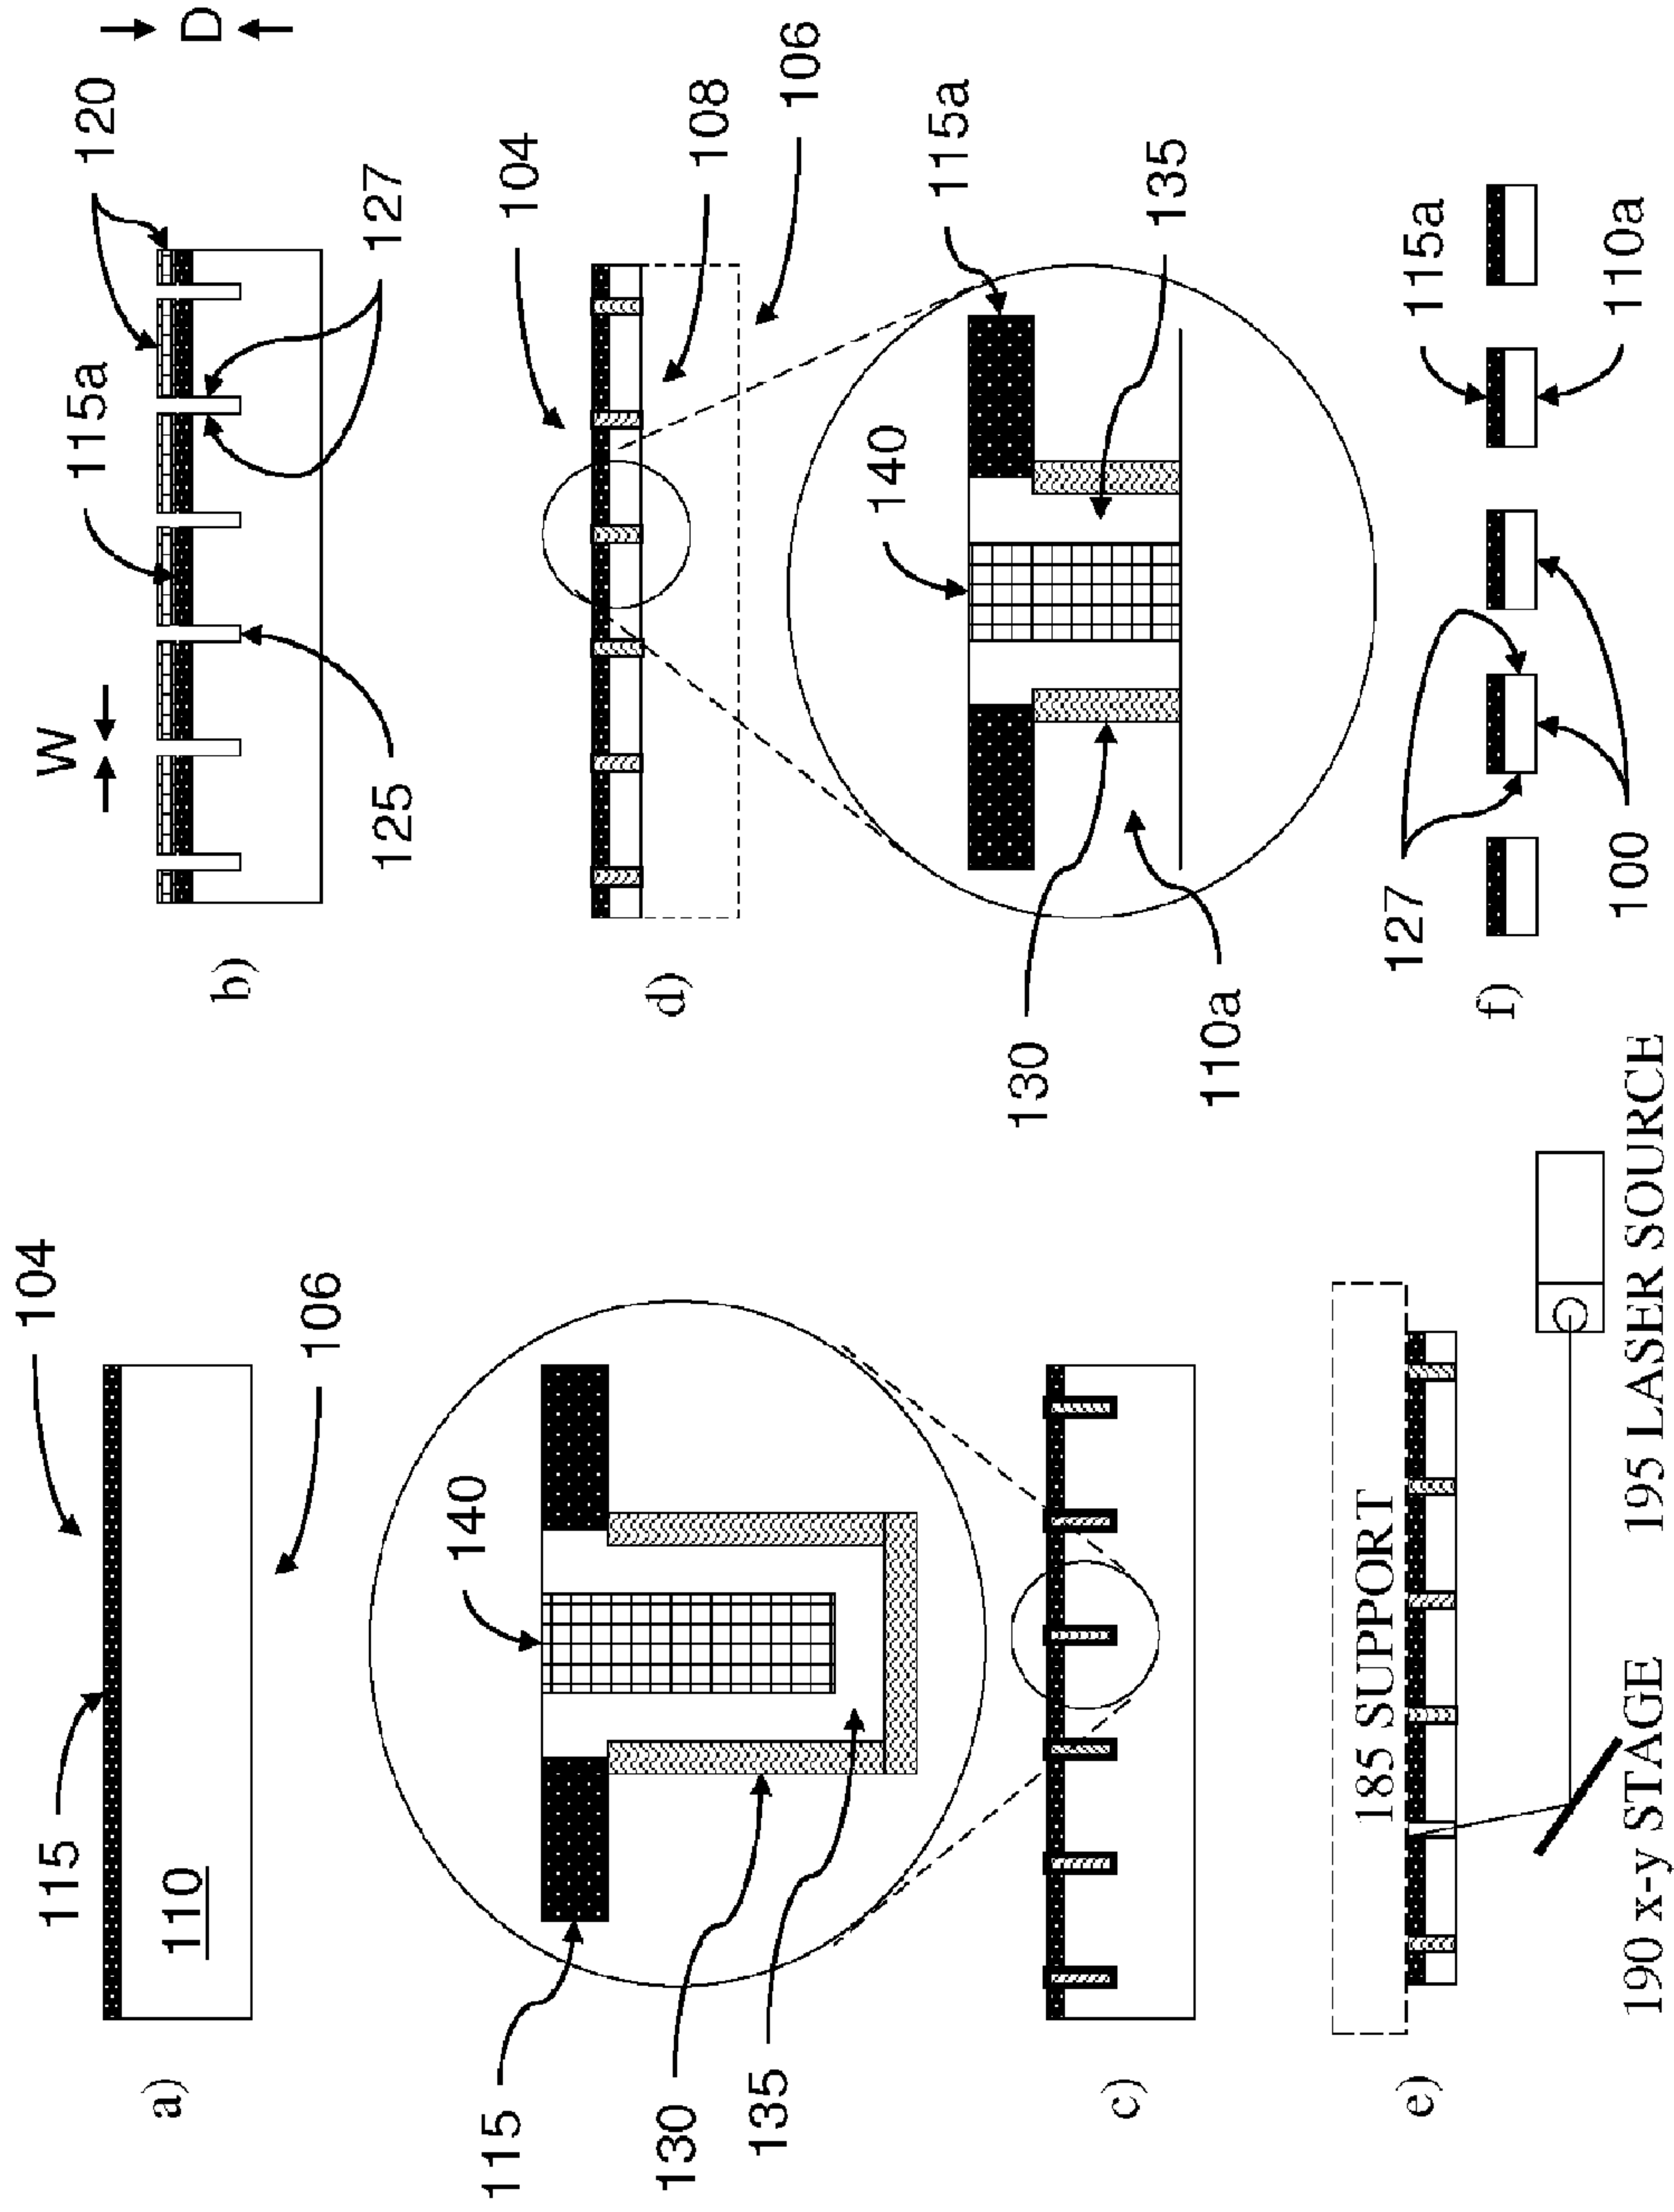 a)
104
115
110
106
b)
W
115a
120
D
125
127
c)
115
140
130
135
d)
104
108
106
140
115a
130
135
110a
e)
185 SUPPORT
190 x-y STAGE
195 LASER SOURCE
f)
127
115a
100
110a